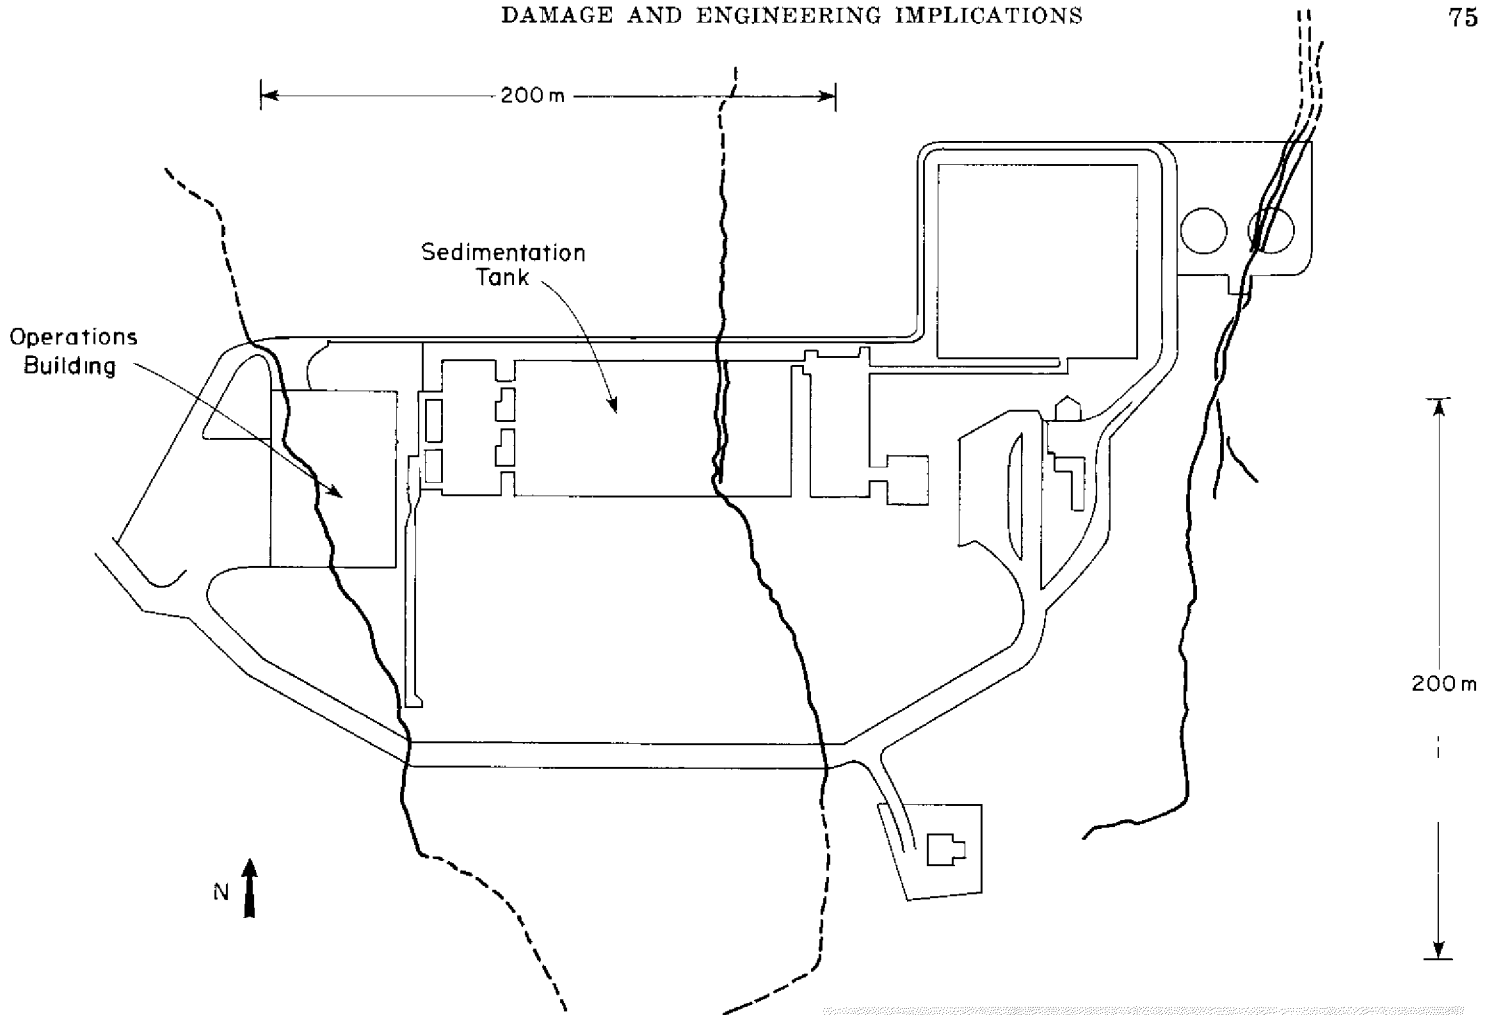 DAMAGE AND ENGINEERING IMPLICATIONS 75
200 m
Sedimentation
Tank
Operations
Building
200 m
N